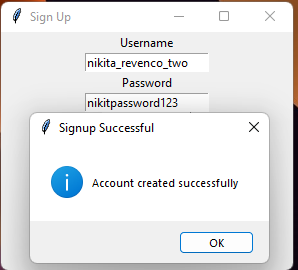 Sign Up
Username
nikita_revenco_two
Password
nikitpassword123
Signup Successful
Account created successfully
OK